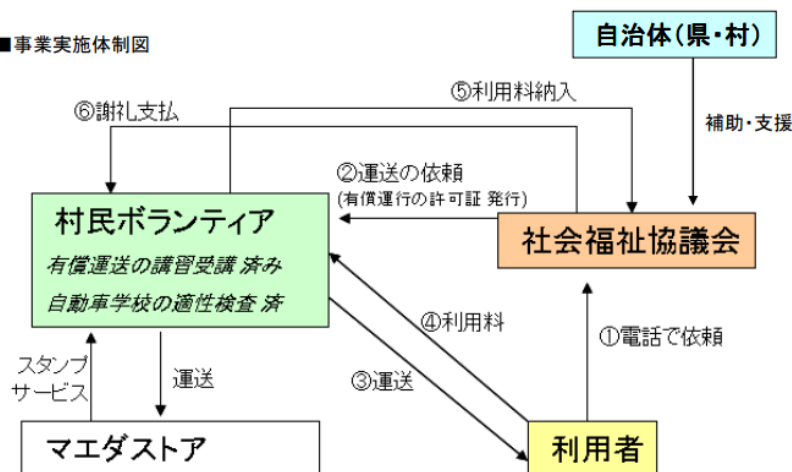 自治体(県・村)
■事業実施体制図
⑤利用料納入
⑥謝礼支払
補助・支援
②運送の依頼
(有償運行の許可証 発行)
村民ボランティア
有償運送の講習受講 済み
自動車学校の適性検査 済
社会福祉協議会
④利用料
①電話で依頼
③運送
スタンプ
サービス
運送
マエダストア
利用者